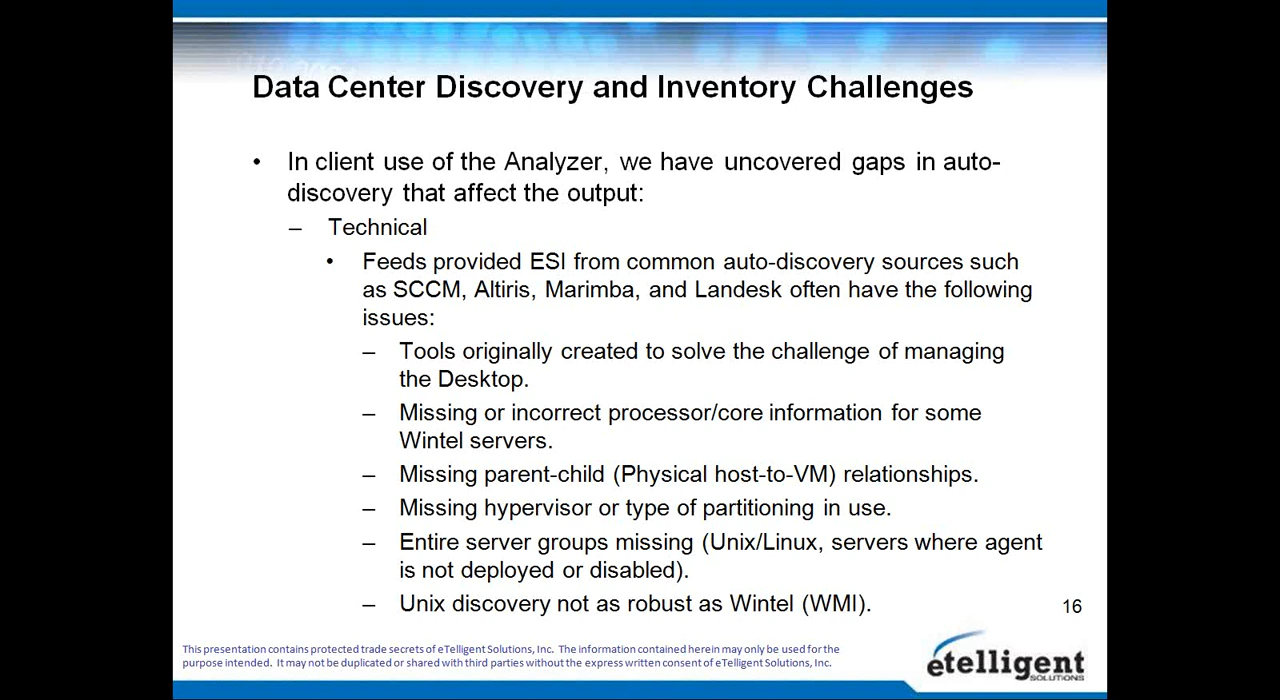 Data Center Discovery and Inventory Challenges
• In client use of the Analyzer, we have uncovered gaps in auto-
discovery that affect the output:
– Technical
• Feeds provided ESI from common auto-discovery sources such
as SCCM, Altiris, Marimba, and Landesk often have the following
issues:
– Tools originally created to solve the challenge of managing
the Desktop.
– Missing or incorrect processor/core information for some
Wintel servers.
– Missing parent-child (Physical host-to-VM) relationships.
– Missing hypervisor or type of partitioning in use.
– Entire server groups missing (Unix/Linux, servers where agent
is not deployed or disabled).
– Unix discovery not as robust as Wintel (WMI).
16
This presentation contains protected trade secrets of eTelligent Solutions, Inc. The information contained herein may only be used for the
purpose intended. It may not be duplicated or shared with third parties without the express written consent of eTelligent Solutions, Inc.
etelligent
SOLUTIONS